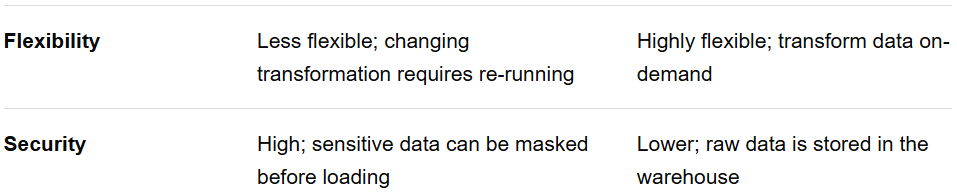 Flexibility
Less flexible; changing
transformation requires re-running
Highly flexible; transform data on-
demand
Security
High; sensitive data can be masked
before loading
Lower; raw data is stored in the
warehouse